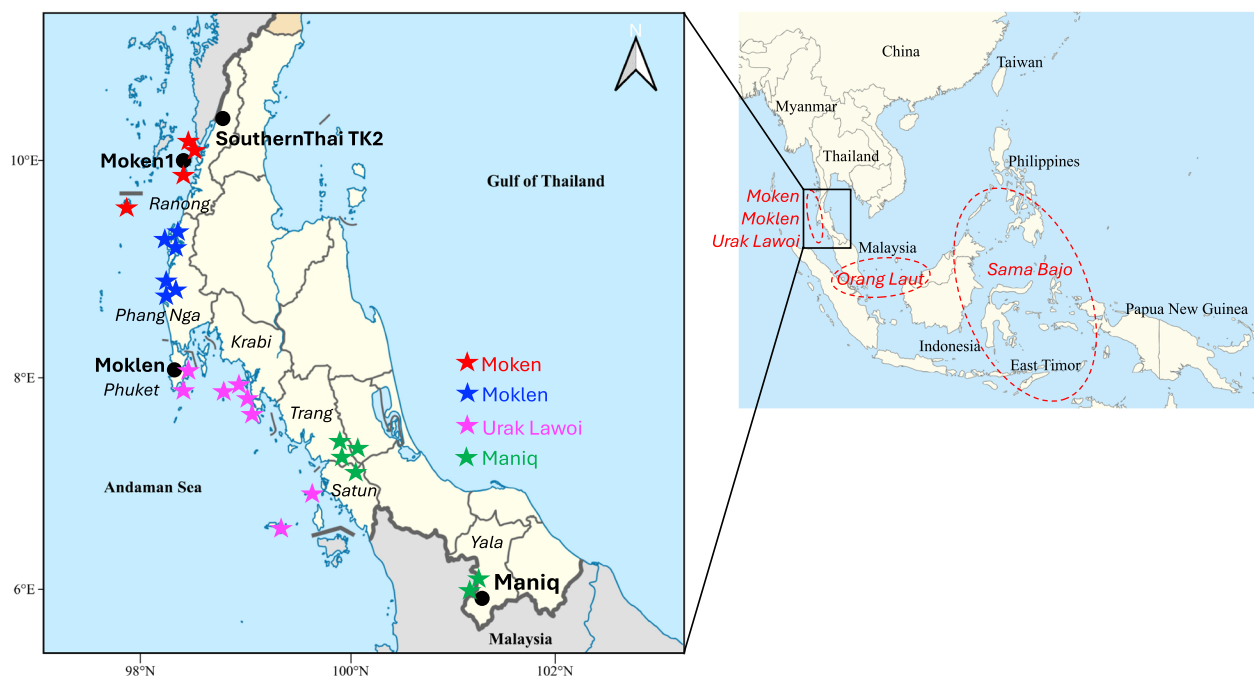 N
SouthernThai TK2
10°E
Moken1
Gulf of Thailand
Ranong
Phang Nga
Krabi
Moklen
8°E
Phuket
Trang
Moken
Moklen
Urak Lawoi
Maniq
Andaman Sea
Satun
Yala
6°E
Maniq
Malaysia
98°N
100°N
102°N
China
Taiwan
Myanmar
Thailand
Philippines
Moken
Moklen
Urak Lawoi
Malaysia
Orang Laut
Sama Bajo
Papua New Guinea
Indonesia
East Timor